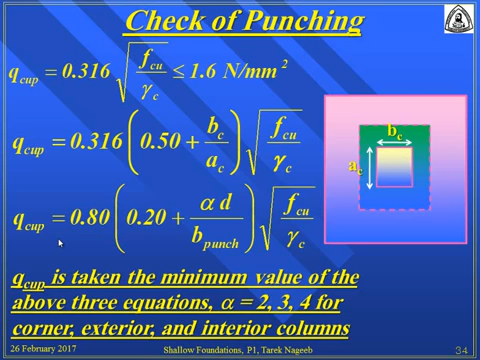 Check of Punching
q_cup = 0.316 √(f_cu / γ_c) ≤ 1.6 N/mm²
q_cup = 0.316 (0.50 + b_c / a_c) √(f_cu / γ_c)
b_c
a_c
q_cup = 0.80 (0.20 + α d / b_punch) √(f_cu / γ_c)
q_cup is taken the minimum value of the
above three equations, α = 2, 3, 4 for
corner, exterior, and interior columns
26 February 2017 Shallow Foundations, P1, Tarek Nageeb 34